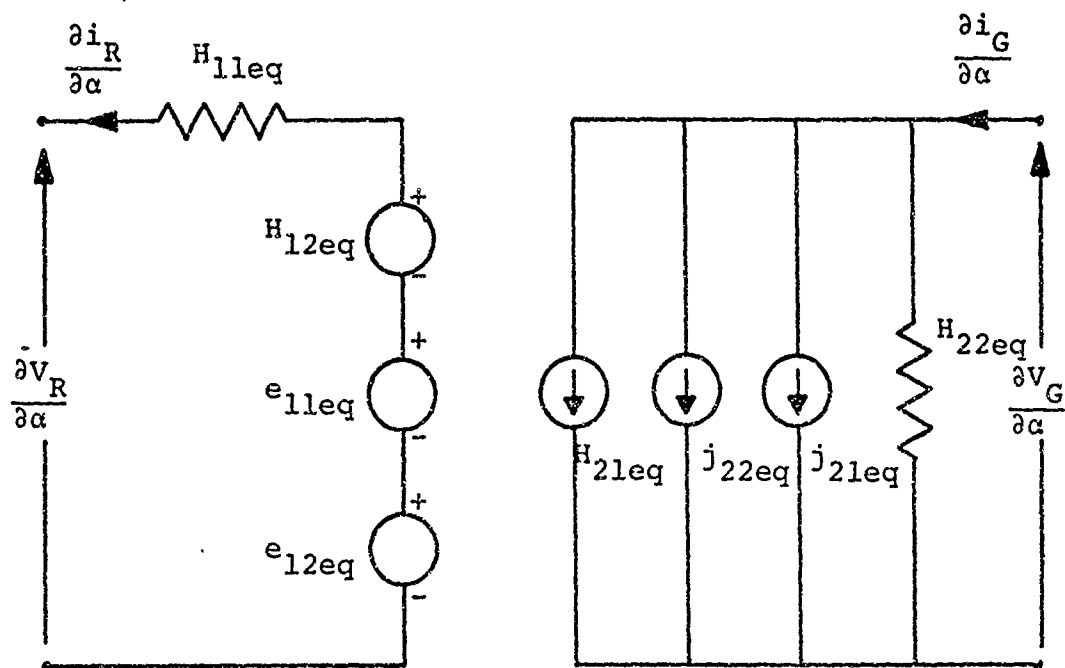 ∂i_R/∂α
H_11eq
∂i_G/∂α
+
H_12eq
-
+
e_11eq
-
+
e_12eq
-
∂V_R/∂α
H_21eq
j_22eq
j_21eq
H_22eq
∂V_G/∂α